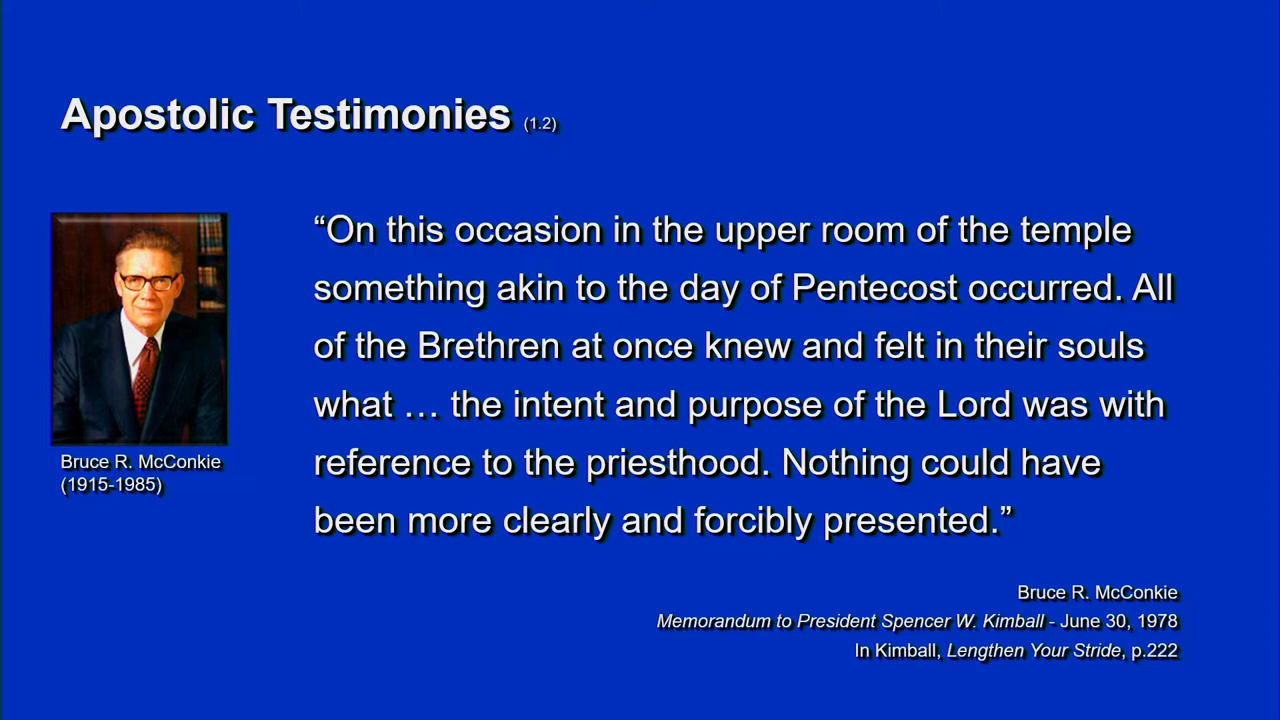 Apostolic Testimonies (1.2)
“On this occasion in the upper room of the temple
something akin to the day of Pentecost occurred. All
of the Brethren at once knew and felt in their souls
what … the intent and purpose of the Lord was with
reference to the priesthood. Nothing could have
been more clearly and forcibly presented.”
Bruce R. McConkie
(1915-1985)
Bruce R. McConkie
Memorandum to President Spencer W. Kimball - June 30, 1978
In Kimball, Lengthen Your Stride, p.222